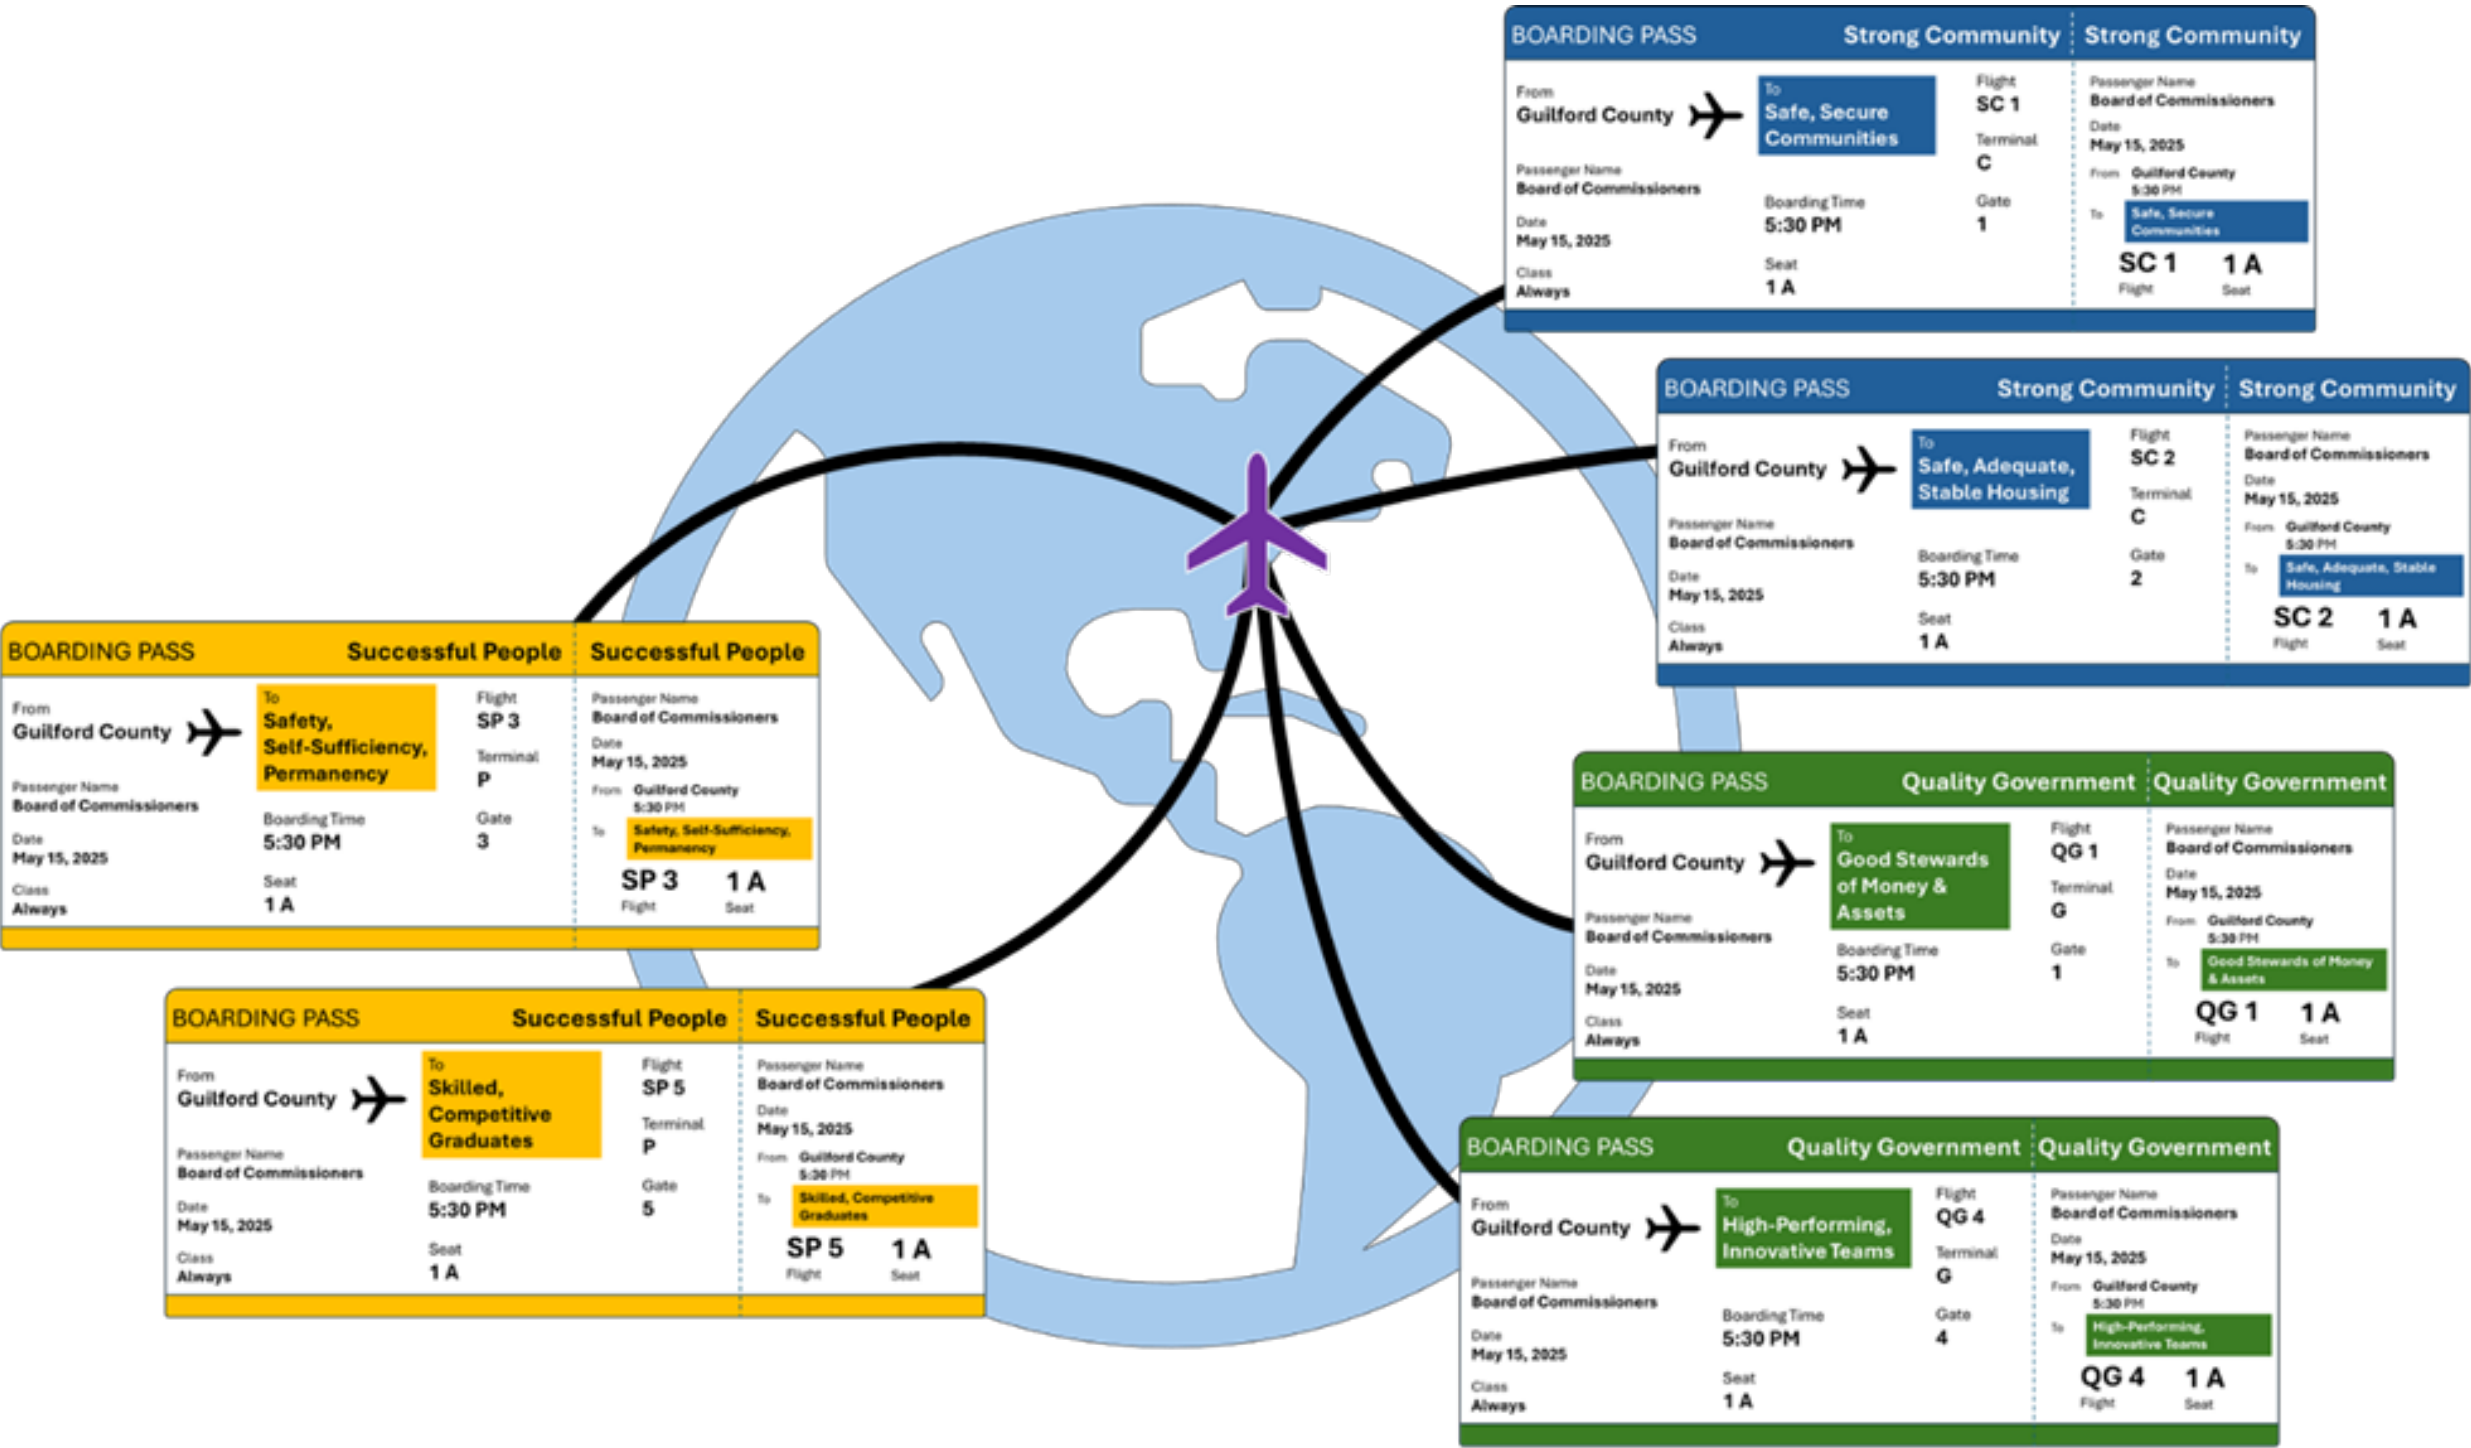 BOARDING PASS Strong Community Strong Community
From
Guilford County
To
Safe, Secure
Communities
Flight
SC 1
Terminal
C
Passenger Name
Board of Commissioners
Boarding Time
5:30 PM
Gate
1
Date
May 15, 2025
Seat
1 A
Class
Always
Passenger Name
Board of Commissioners
Date
May 15, 2025
From Guilford County
5:30 PM
To Safe, Secure
Communities
SC 1 1 A
Flight Seat
BOARDING PASS Strong Community Strong Community
From
Guilford County
To
Safe, Adequate,
Stable Housing
Flight
SC 2
Terminal
C
Passenger Name
Board of Commissioners
Boarding Time
5:30 PM
Gate
2
Date
May 15, 2025
Seat
1 A
Class
Always
Passenger Name
Board of Commissioners
Date
May 15, 2025
From Guilford County
5:30 PM
To Safe, Adequate, Stable
Housing
SC 2 1 A
Flight Seat
BOARDING PASS Successful People Successful People
From
Guilford County
To
Safety,
Self-Sufficiency,
Permanency
Flight
SP 3
Terminal
P
Passenger Name
Board of Commissioners
Boarding Time
5:30 PM
Gate
3
Date
May 15, 2025
Seat
1 A
Class
Always
Passenger Name
Board of Commissioners
Date
May 15, 2025
From Guilford County
5:30 PM
To Safety, Self-Sufficiency,
Permanency
SP 3 1 A
Flight Seat
BOARDING PASS Quality Government Quality Government
From
Guilford County
To
Good Stewards
of Money &
Assets
Flight
QG 1
Terminal
G
Passenger Name
Board of Commissioners
Boarding Time
5:30 PM
Gate
1
Date
May 15, 2025
Seat
1 A
Class
Always
Passenger Name
Board of Commissioners
Date
May 15, 2025
From Guilford County
5:30 PM
To Good Stewards of Money
& Assets
QG 1 1 A
Flight Seat
BOARDING PASS Successful People Successful People
From
Guilford County
To
Skilled,
Competitive
Graduates
Flight
SP 5
Terminal
P
Passenger Name
Board of Commissioners
Boarding Time
5:30 PM
Gate
5
Date
May 15, 2025
Seat
1 A
Class
Always
Passenger Name
Board of Commissioners
Date
May 15, 2025
From Guilford County
5:30 PM
To Skilled, Competitive
Graduates
SP 5 1 A
Flight Seat
BOARDING PASS Quality Government Quality Government
From
Guilford County
To
High-Performing,
Innovative Teams
Flight
QG 4
Terminal
G
Passenger Name
Board of Commissioners
Boarding Time
5:30 PM
Gate
4
Date
May 15, 2025
Seat
1 A
Class
Always
Passenger Name
Board of Commissioners
Date
May 15, 2025
From Guilford County
5:30 PM
To High-Performing,
Innovative Teams
QG 4 1 A
Flight Seat